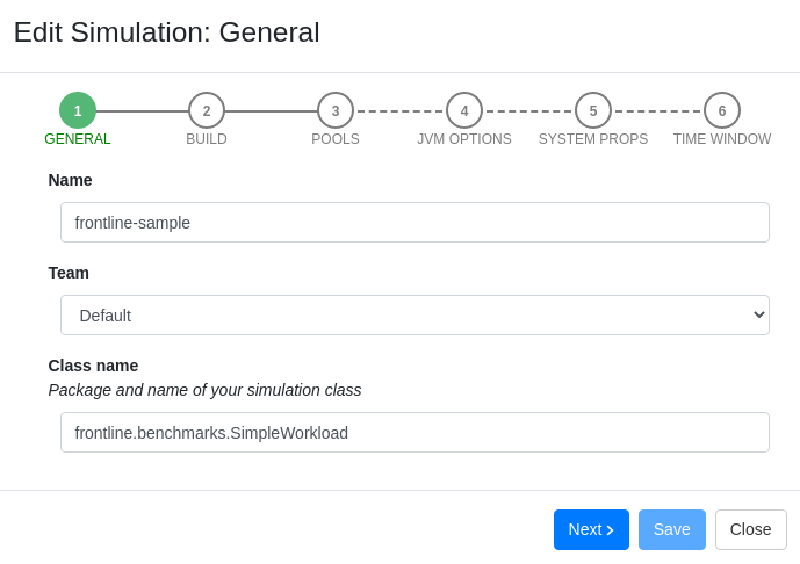 Edit Simulation: General
1 2 3 4 5 6
GENERAL BUILD POOLS JVM OPTIONS SYSTEM PROPS TIME WINDOW
Name
frontline-sample
Team
Default
Class name
Package and name of your simulation class
frontline.benchmarks.SimpleWorkload
Next > Save Close